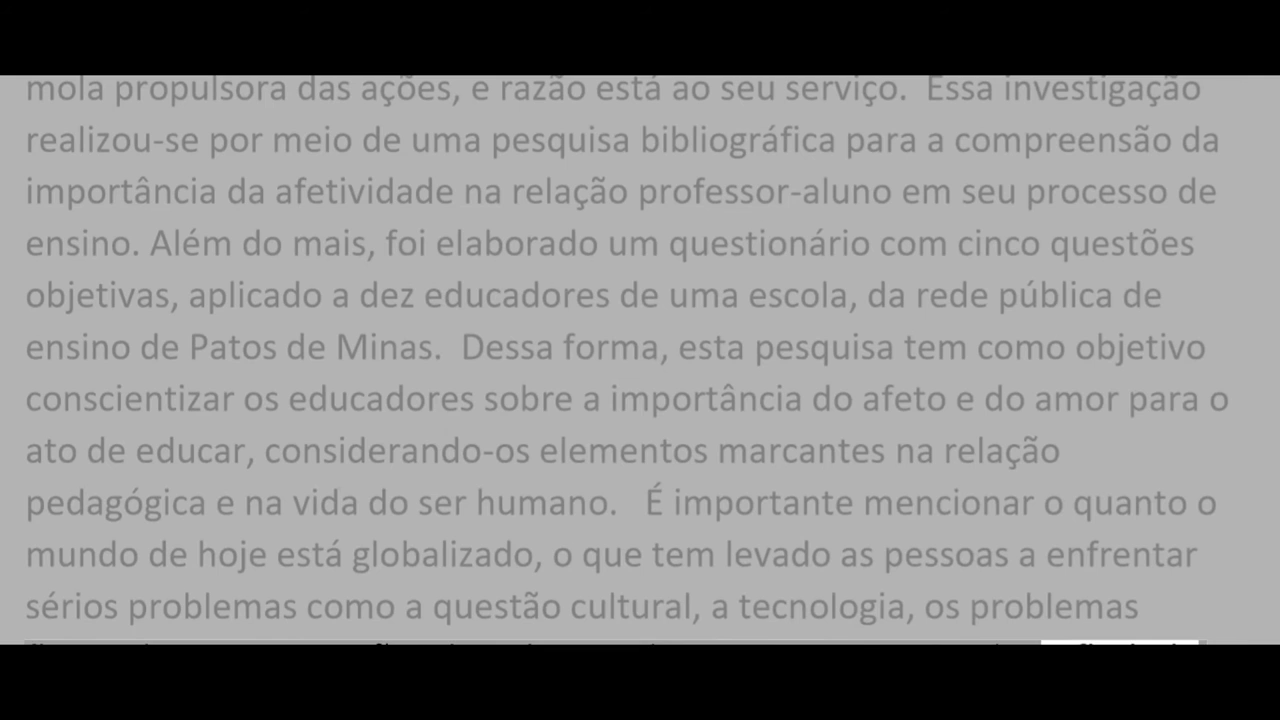 mola propulsora das ações, e razão está ao seu serviço.  Essa investigação
realizou-se por meio de uma pesquisa bibliográfica para a compreensão da
importância da afetividade na relação professor-aluno em seu processo de
ensino. Além do mais, foi elaborado um questionário com cinco questões
objetivas, aplicado a dez educadores de uma escola, da rede pública de
ensino de Patos de Minas.  Dessa forma, esta pesquisa tem como objetivo
conscientizar os educadores sobre a importância do afeto e do amor para o
ato de educar, considerando-os elementos marcantes na relação
pedagógica e na vida do ser humano.   É importante mencionar o quanto o
mundo de hoje está globalizado, o que tem levado as pessoas a enfrentar
sérios problemas como a questão cultural, a tecnologia, os problemas